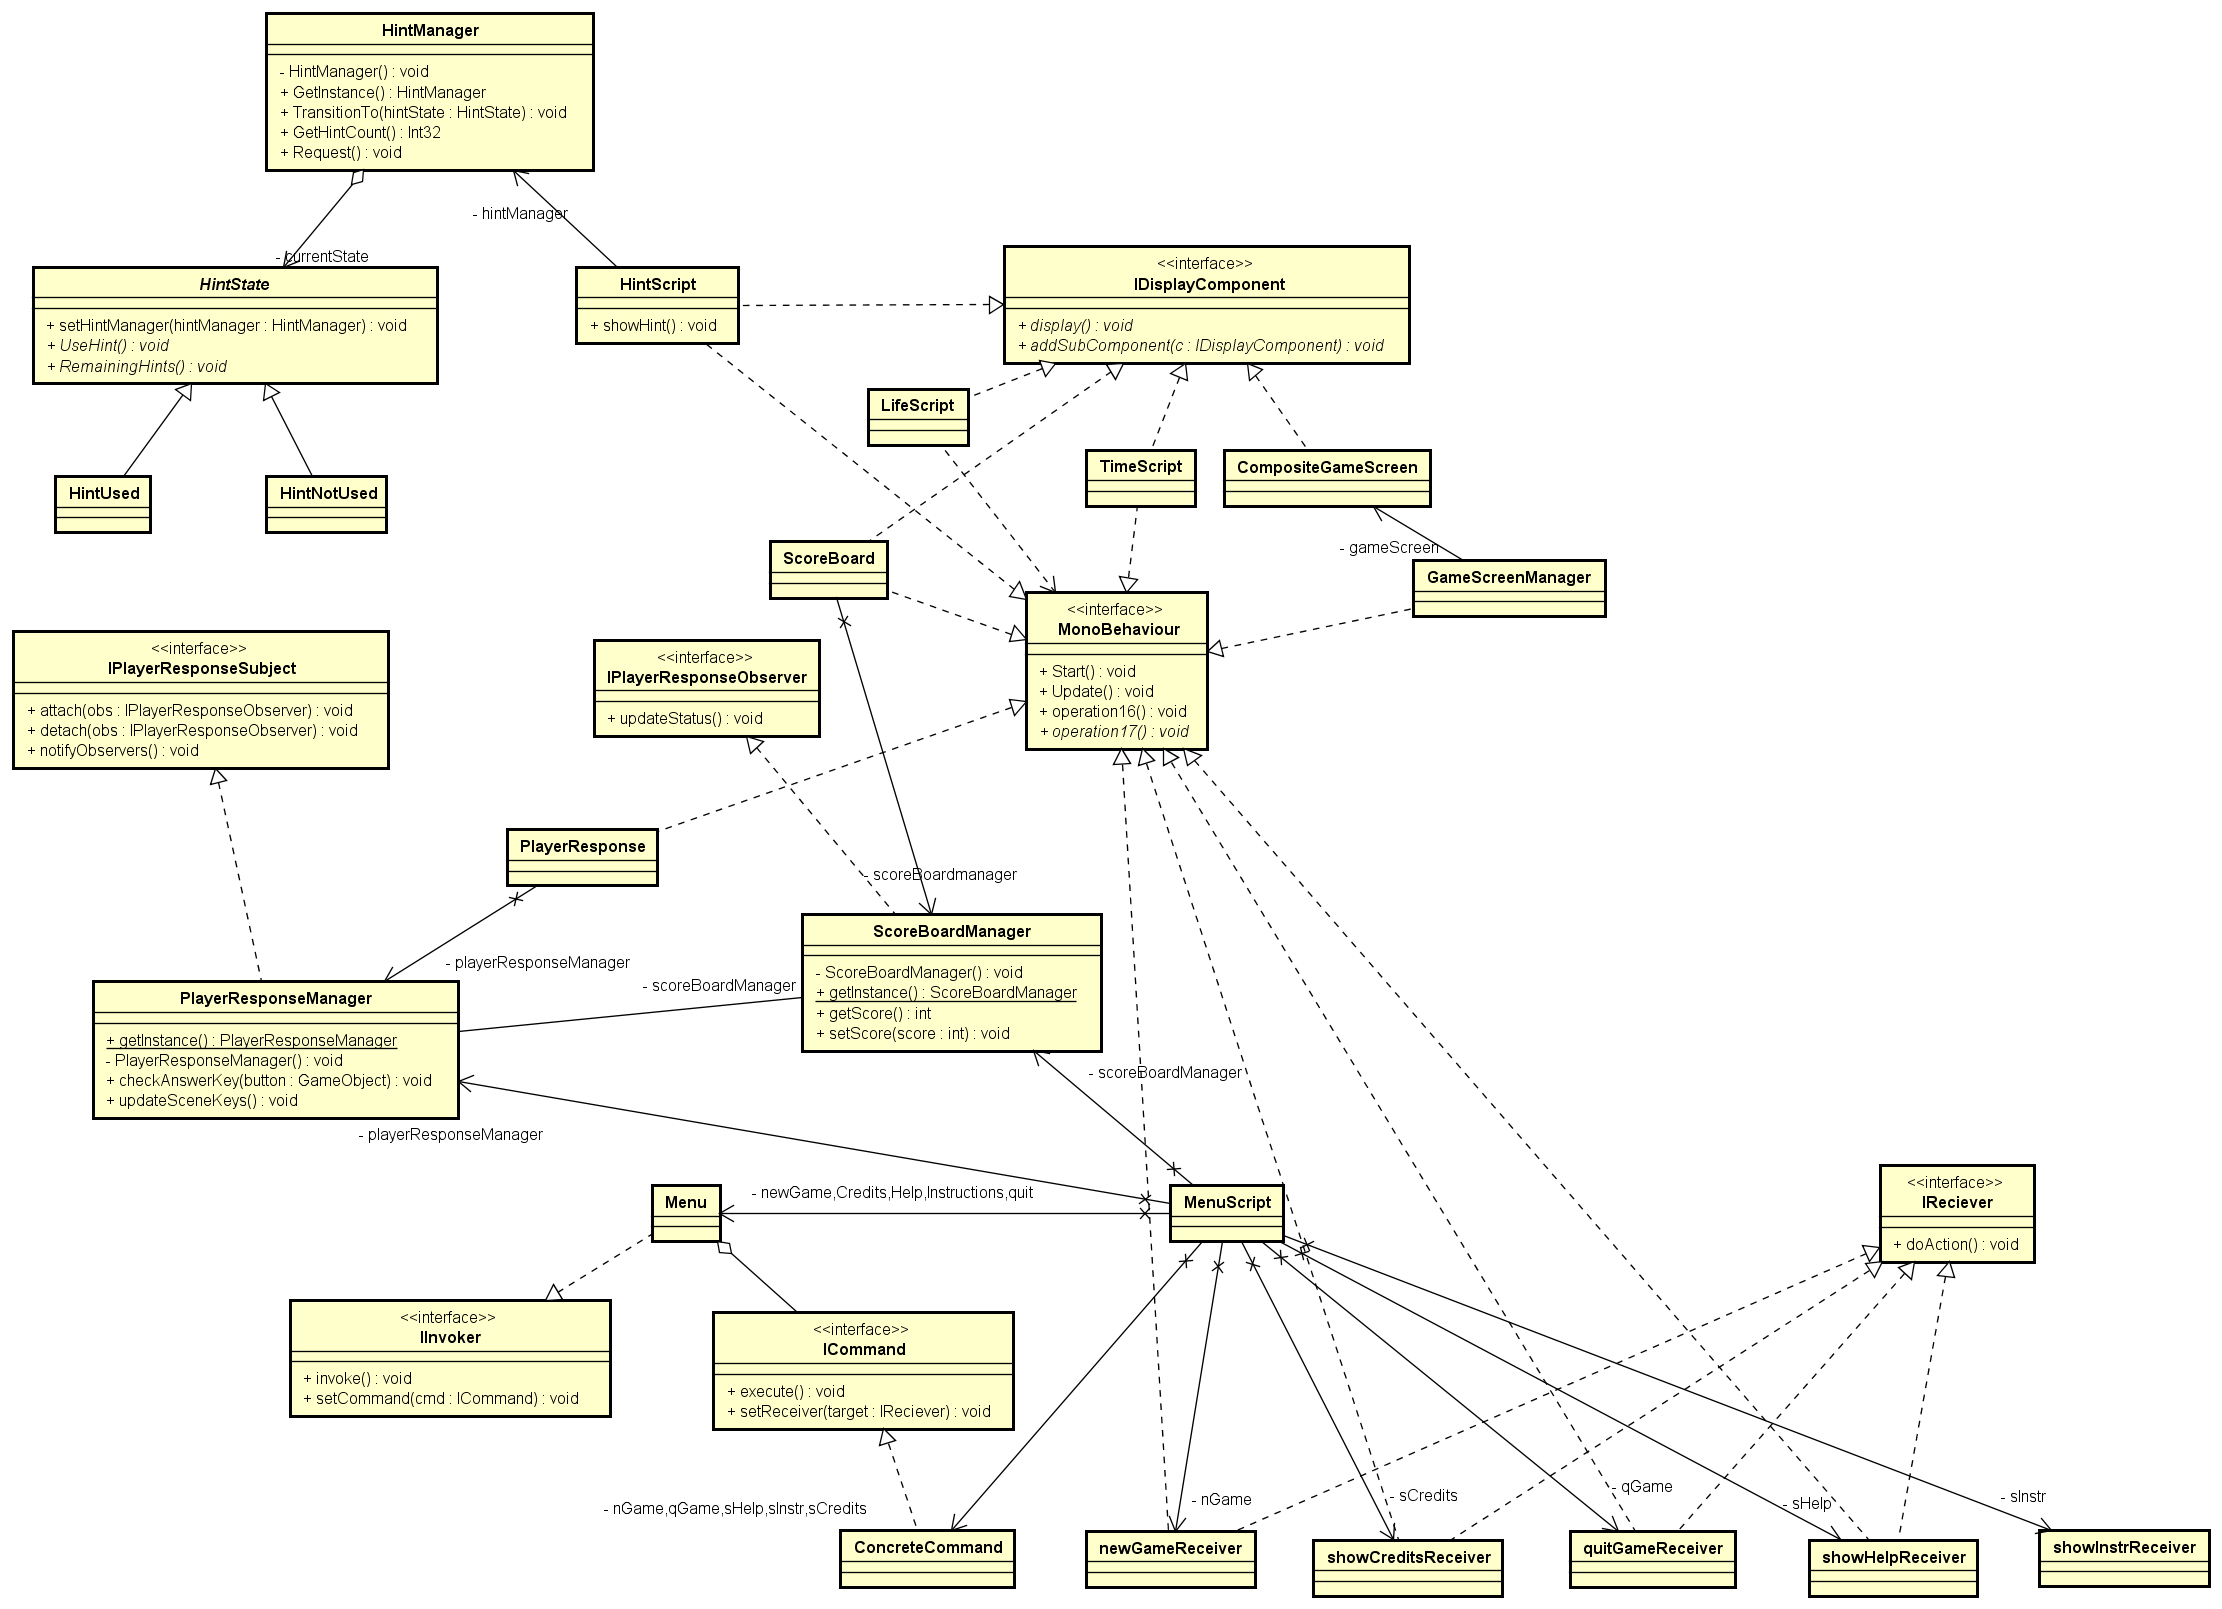 HintManager
- HintManager() : void
+ GetInstance() : HintManager
+ TransitionTo(hintState : HintState) : void
+ GetHintCount() : Int32
+ Request() : void
- hintManager
- currentState
HintState
+ setHintManager(hintManager : HintManager) : void
+ UseHint() : void
+ RemainingHints() : void
HintScript
+ showHint() : void
<<interface>>
IDisplayComponent
+ display() : void
+ addSubComponent(c : IDisplayComponent) : void
LifeScript
TimeScript
CompositeGameScreen
HintUsed
HintNotUsed
- gameScreen
ScoreBoard
GameScreenManager
<<interface>>
MonoBehaviour
+ Start() : void
+ Update() : void
+ operation16() : void
+ operation17() : void
<<interface>>
IPlayerResponseSubject
+ attach(obs : IPlayerResponseObserver) : void
+ detach(obs : IPlayerResponseObserver) : void
+ notifyObservers() : void
<<interface>>
IPlayerResponseObserver
+ updateStatus() : void
PlayerResponse
- scoreBoardmanager
- playerResponseManager
- scoreBoardManager
ScoreBoardManager
- ScoreBoardManager() : void
+ getInstance() : ScoreBoardManager
+ getScore() : int
+ setScore(score : int) : void
PlayerResponseManager
+ getInstance() : PlayerResponseManager
- PlayerResponseManager() : void
+ checkAnswerKey(button : GameObject) : void
+ updateSceneKeys() : void
- scoreBoardManager
- playerResponseManager
Menu
- newGame,Credits,Help,Instructions,quit
MenuScript
<<interface>>
IReciever
+ doAction() : void
<<interface>>
IInvoker
+ invoke() : void
+ setCommand(cmd : ICommand) : void
<<interface>>
ICommand
+ execute() : void
+ setReceiver(target : IReciever) : void
- nGame,qGame,sHelp,sInstr,sCredits
- nGame
- sCredits
- qGame
- sHelp
- sInstr
ConcreteCommand
newGameReceiver
showCreditsReceiver
quitGameReceiver
showHelpReceiver
showInstrReceiver